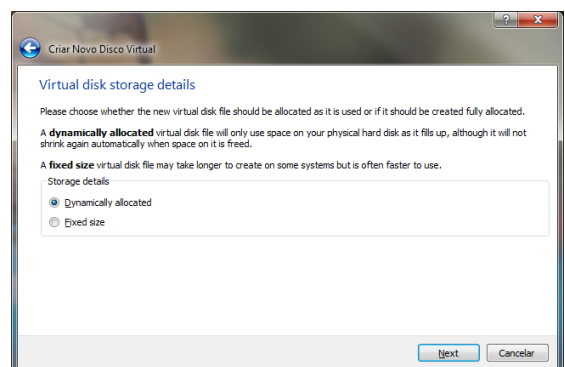 Criar Novo Disco Virtual
Virtual disk storage details
Please choose whether the new virtual disk file should be allocated as it is used or if it should be created fully allocated.
A dynamically allocated virtual disk file will only use space on your physical hard disk as it fills up, although it will not
shrink again automatically when space on it is freed.
A fixed size virtual disk file may take longer to create on some systems but is often faster to use.
Storage details
Dynamically allocated
Fixed size
Next Cancelar